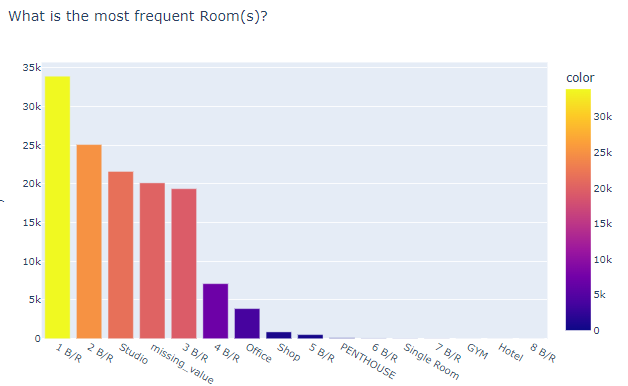 What is the most frequent Room(s)?
color
35k
30k
25k
20k
15k
10k
5k
0
1 B/R
2 B/R
Studio
missing_value
3 B/R
4 B/R
Office
Shop
5 B/R
PENTHOUSE
6 B/R
Single Room
7 B/R
GYM
Hotel
8 B/R
30k
25k
20k
15k
10k
5k
0